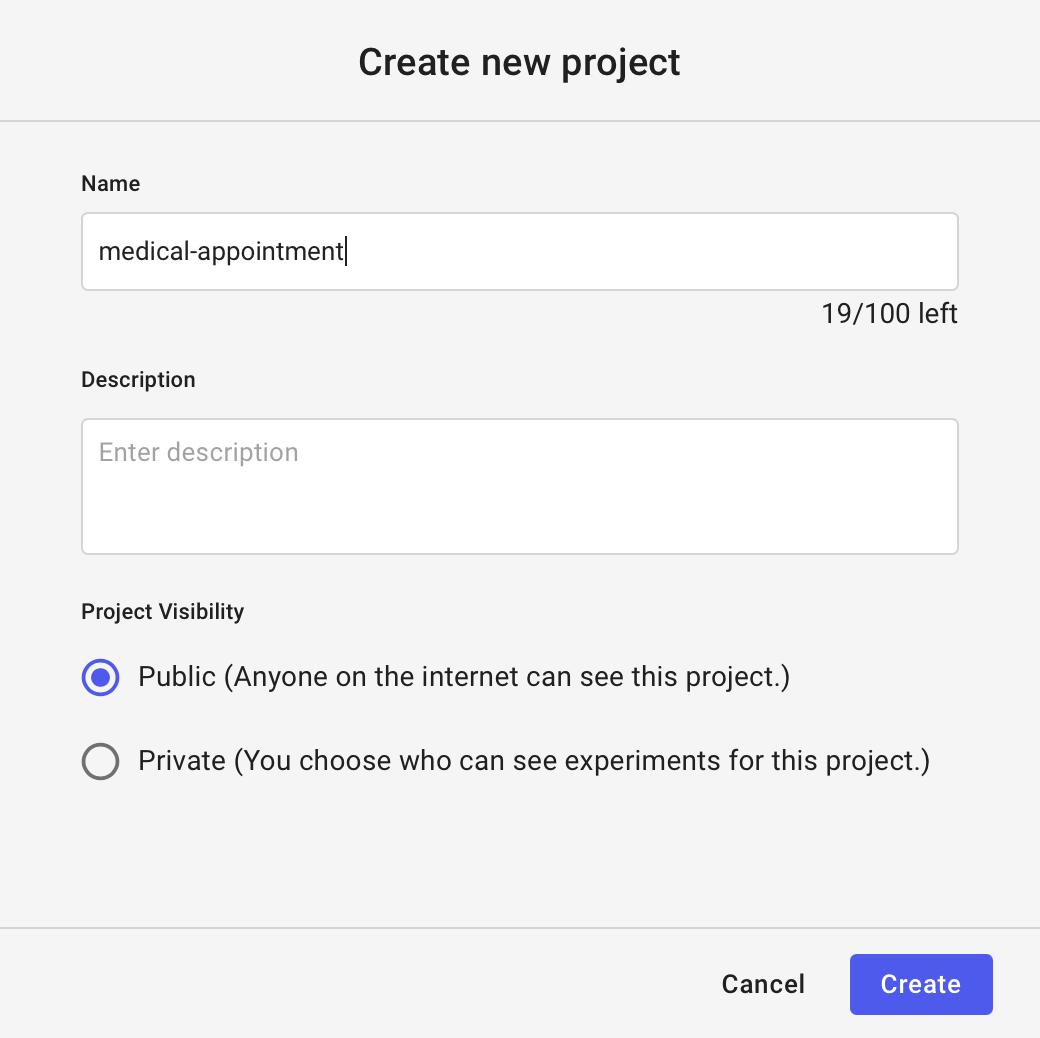 Create new project
Name
medical-appointment
19/100 left
Description
Enter description
Project Visibility
Public (Anyone on the internet can see this project.)
Private (You choose who can see experiments for this project.)
Cancel Create